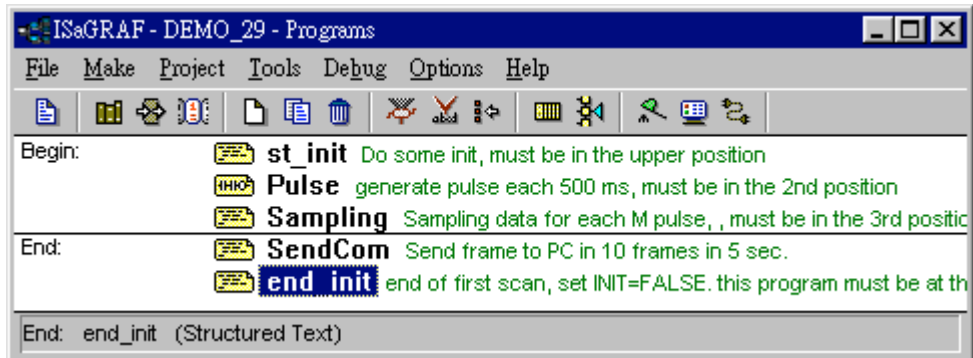 ISaGRAF - DEMO_29 - Programs
File Make Project Tools Debug Options Help
Begin: st_init Do some init, must be in the upper position
Pulse generate pulse each 500 ms, must be in the 2nd position
Sampling Sampling data for each M pulse, , must be in the 3rd positic
End: SendCom Send frame to PC in 10 frames in 5 sec.
end_init end of first scan, set INIT=FALSE. this program must be at th
End: end_init (Structured Text)